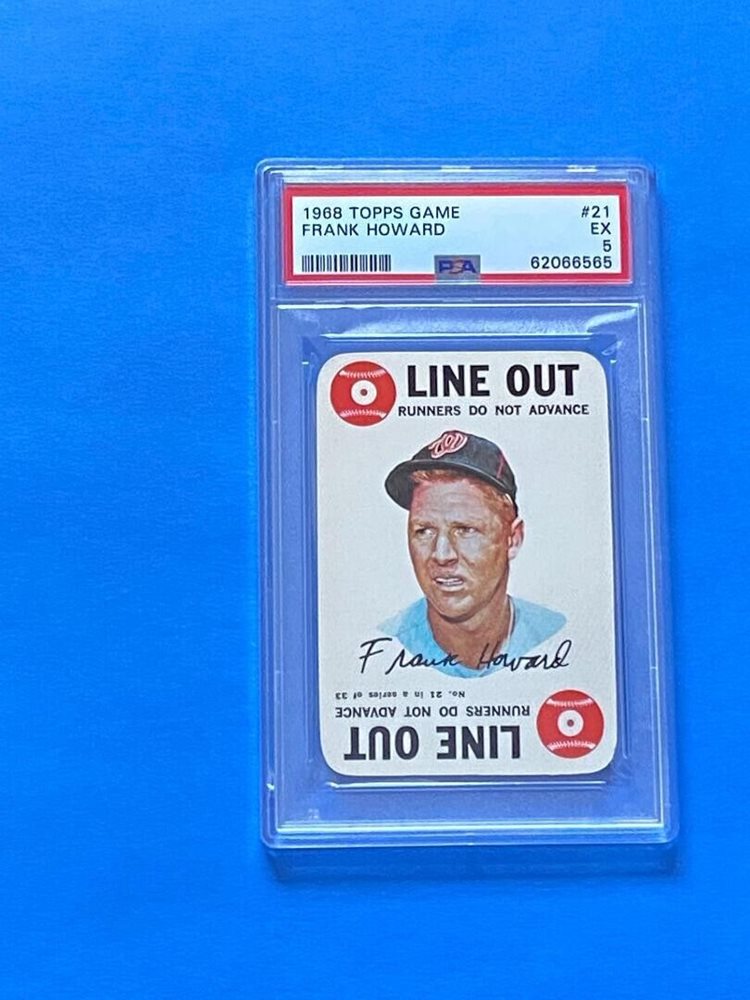 1968 TOPPS GAME #21
FRANK HOWARD EX
5
PSA 62066565
LINE OUT
RUNNERS DO NOT ADVANCE
W
Frank Howard
No. 21 in a series of 33
RUNNERS DO NOT ADVANCE
LINE OUT